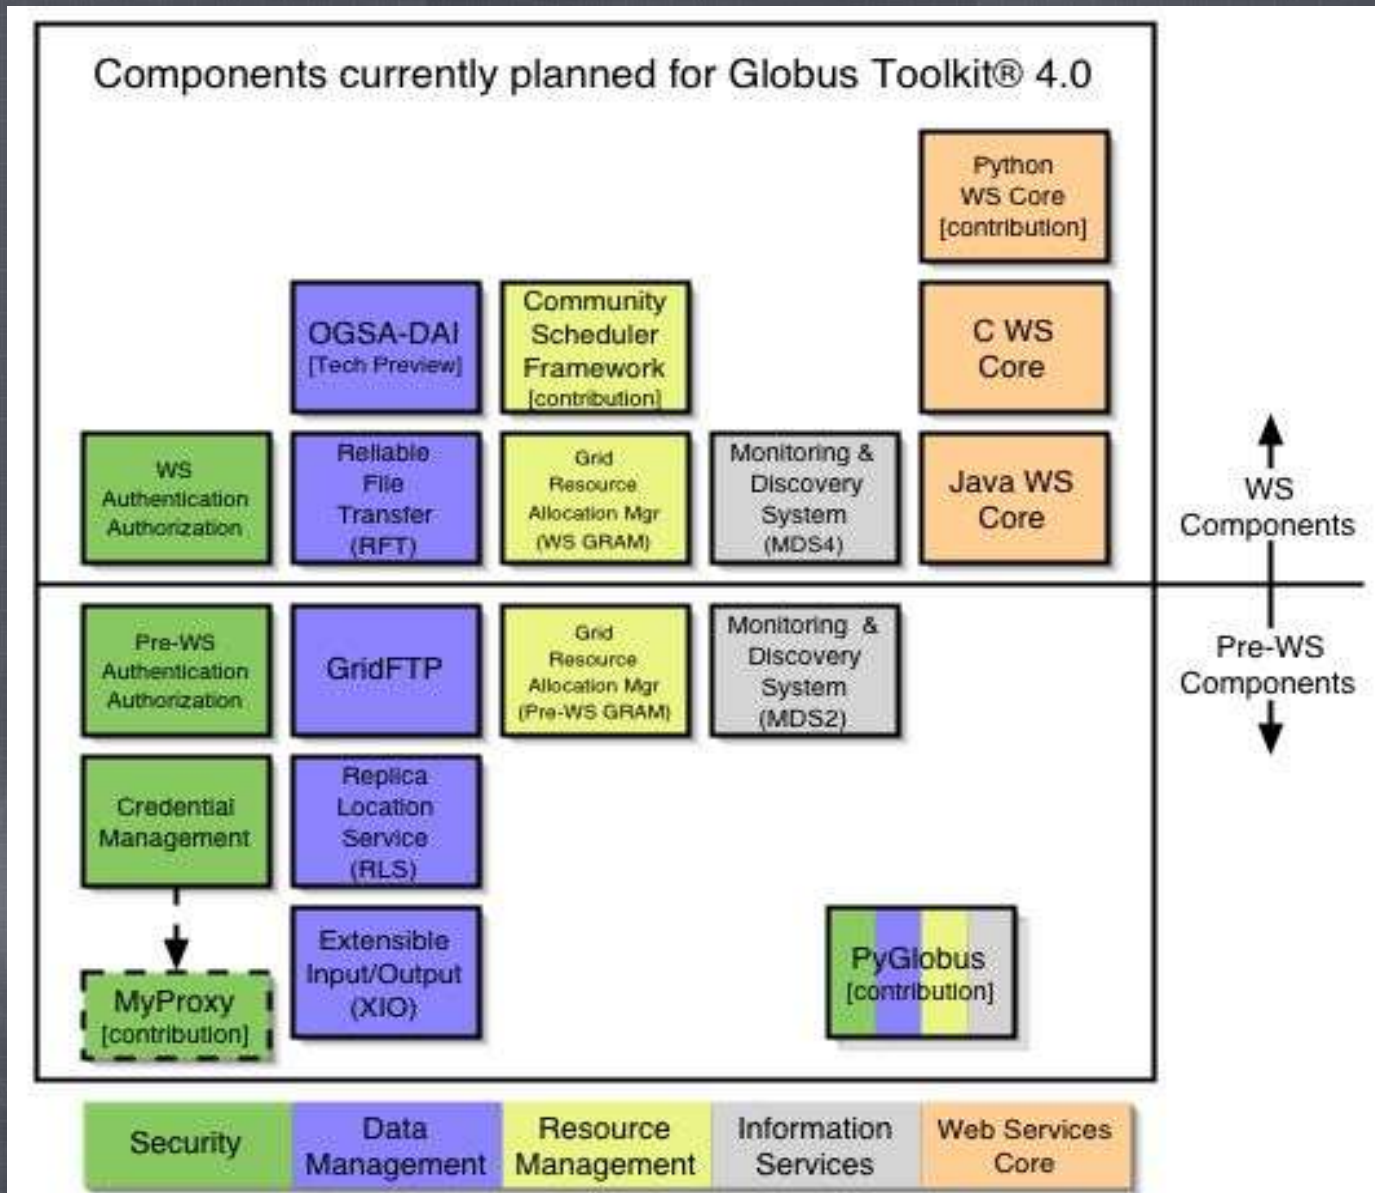 Components currently planned for Globus Toolkit® 4.0
Python
WS Core
[contribution]
OGSA-DAI
[Tech Preview]
Community
Scheduler
Framework
[contribution]
C WS
Core
WS
Authentication
Authorization
Reliable
File
Transfer
(RFT)
Grid
Resource
Allocation Mgr
(WS GRAM)
Monitoring &
Discovery
System
(MDS4)
Java WS
Core
WS
Components
Pre-WS
Authentication
Authorization
GridFTP
Grid
Resource
Allocation Mgr
(Pre-WS GRAM)
Monitoring &
Discovery
System
(MDS2)
Pre-WS
Components
Credential
Management
Replica
Location
Service
(RLS)
MyProxy
[contribution]
Extensible
Input/Output
(XIO)
PyGlobus
[contribution]
Security
Data
Management
Resource
Management
Information
Services
Web Services
Core